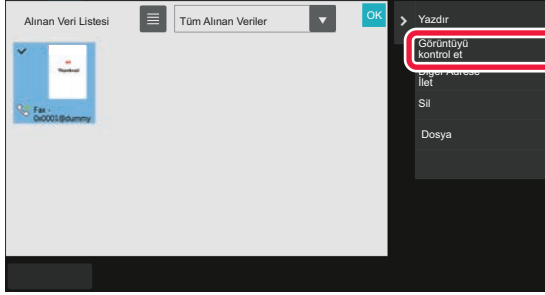 Alınan Veri Listesi
Tüm Alınan Veriler
OK
Thumbnail
Fax -
0x0001@dummy
Yazdır
Görüntüyü
kontrol et
Diğer Adrese
İlet
Sil
Dosya